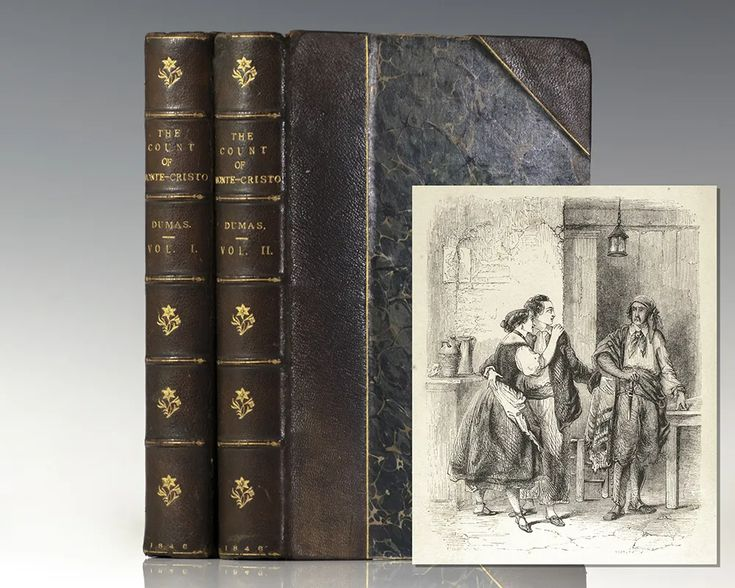 THE
COUNT
OF
MONTE-CRISTO
DUMAS.
VOL. I.
1846
THE
COUNT
OF
MONTE-CRISTO
DUMAS.
VOL. II.
1846